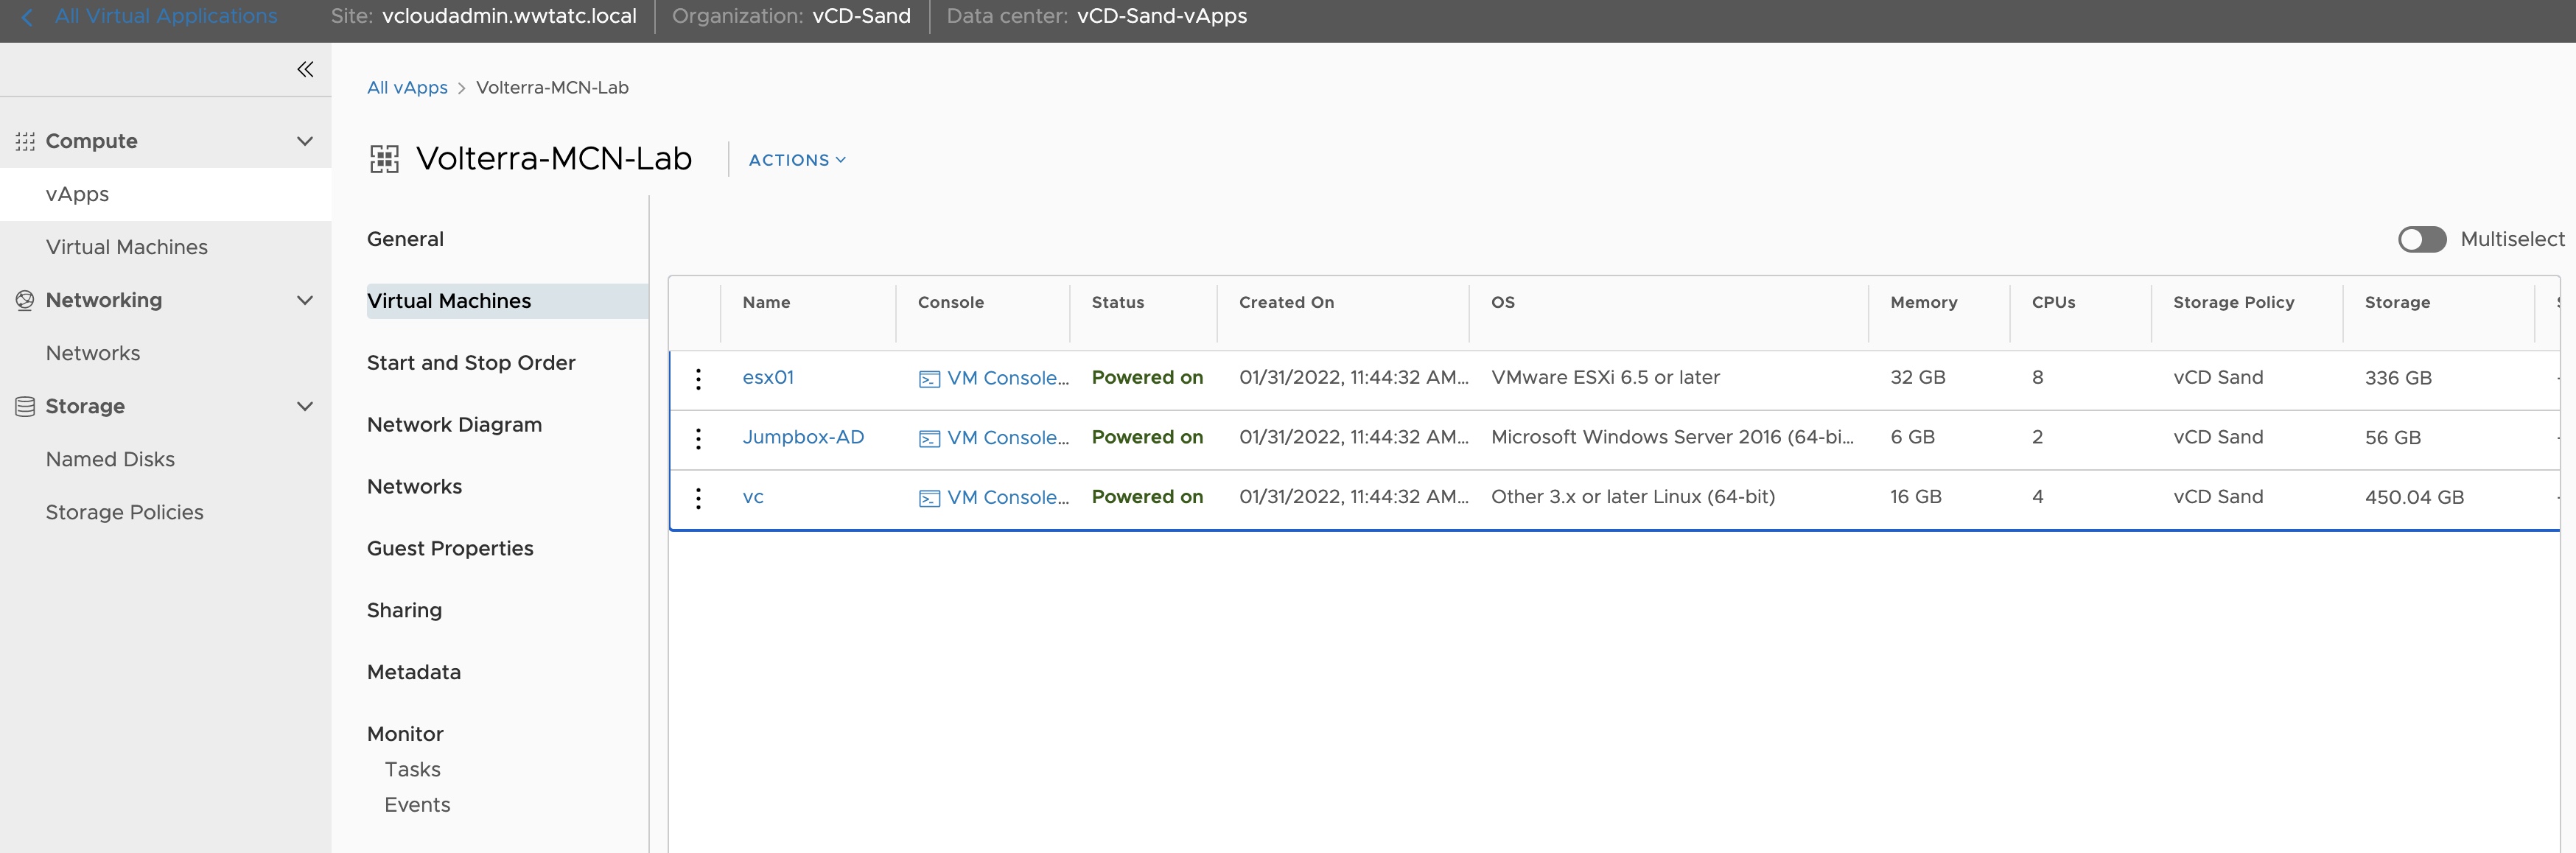 All Virtual Applications Site: vcloudadmin.wwtatc.local Organization: vCD-Sand Data center: vCD-Sand-vApps
Compute
vApps
Virtual Machines
Networking
Networks
Storage
Named Disks
Storage Policies
All vApps > Volterra-MCN-Lab
Volterra-MCN-Lab ACTIONS
General
Virtual Machines
Start and Stop Order
Network Diagram
Networks
Guest Properties
Sharing
Metadata
Monitor
Tasks
Events
Multiselect
Name Console Status Created On OS Memory CPUs Storage Policy Storage
esx01 VM Console... Powered on 01/31/2022, 11:44:32 AM... VMware ESXi 6.5 or later 32 GB 8 vCD Sand 336 GB
Jumpbox-AD VM Console... Powered on 01/31/2022, 11:44:32 AM... Microsoft Windows Server 2016 (64-bi... 6 GB 2 vCD Sand 56 GB
vc VM Console... Powered on 01/31/2022, 11:44:32 AM... Other 3.x or later Linux (64-bit) 16 GB 4 vCD Sand 450.04 GB